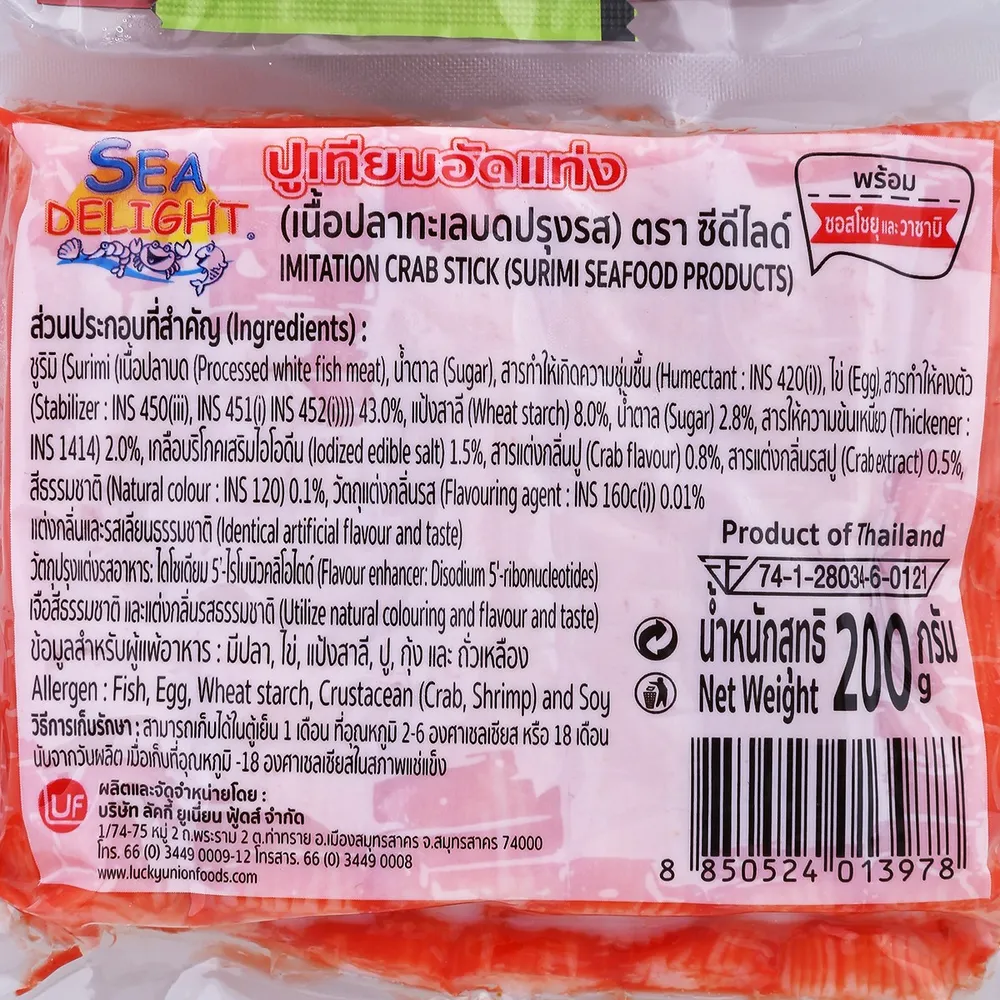 SEA
DELIGHT
ปูเทียมอัดแท่ง
(เนื้อปลาทะเลบดปรุงรส) ตรา ซีดีไลด์
IMITATION CRAB STICK (SURIMI SEAFOOD PRODUCTS)
พร้อม
ซอสโชยุ และ วาซาบิ
ส่วนประกอบที่สำคัญ (Ingredients) :
ซูริมิ (Surimi (เนื้อปลาบด (Processed white fish meat), น้ำตาล (Sugar), สารทำให้เกิดความชุ่มชื้น (Humectant : INS 420(i)), ไข่ (Egg), สารทำให้คงตัว
(Stabilizer : INS 450(iii), INS 451(i) INS 452(i)))) 43.0%, แป้งสาลี (Wheat starch) 8.0%, น้ำตาล (Sugar) 2.8%, สารให้ความข้นเหนียว (Thickener :
INS 1414) 2.0%, เกลือบริโภคเสริมไอโอดีน (Iodized edible salt) 1.5%, สารแต่งกลิ่นปู (Crab flavour) 0.8%, สารแต่งกลิ่นรสปู (Crab extract) 0.5%,
สีธรรมชาติ (Natural colour : INS 120) 0.1%, วัตถุแต่งกลิ่นรส (Flavouring agent : INS 160c(i)) 0.01%
แต่งกลิ่นและรสเลียนธรรมชาติ (Identical artificial flavour and taste)
วัตถุปรุงแต่งรสอาหาร: ไดโซเดียม 5'-ไรโบนิวคลีโอไตด์ (Flavour enhancer: Disodium 5'-ribonucleotides)
เจือสีธรรมชาติ และแต่งกลิ่นรสธรรมชาติ (Utilize natural colouring and flavour and taste)
ข้อมูลสำหรับผู้แพ้อาหาร : มีปลา, ไข่, แป้งสาลี, ปู, กุ้ง และ ถั่วเหลือง
Allergen : Fish, Egg, Wheat starch, Crustacean (Crab, Shrimp) and Soy
วิธีการเก็บรักษา : สามารถเก็บได้ในตู้เย็น 1 เดือน ที่อุณหภูมิ 2-6 องศาเซลเซียส หรือ 18 เดือน
นับจากวันผลิต เมื่อเก็บที่อุณหภูมิ -18 องศาเซลเซียสในสภาพแช่แข็ง
Product of Thailand
74-1-28034-6-0121
น้ำหนักสุทธิ 200 กรัม
Net Weight g
LUF
ผลิตและจัดจำหน่ายโดย :
บริษัท ลัคกี้ ยูเนี่ยน ฟู้ดส์ จำกัด
1/74-75 หมู่ 2 ถ.พระราม 2 ต.ท่าทราย อ.เมืองสมุทรสาคร จ.สมุทรสาคร 74000
โทร. 66 (0) 3449 0009-12 โทรสาร. 66 (0) 3449 0008
www.luckyunionfoods.com
8 850524 013978